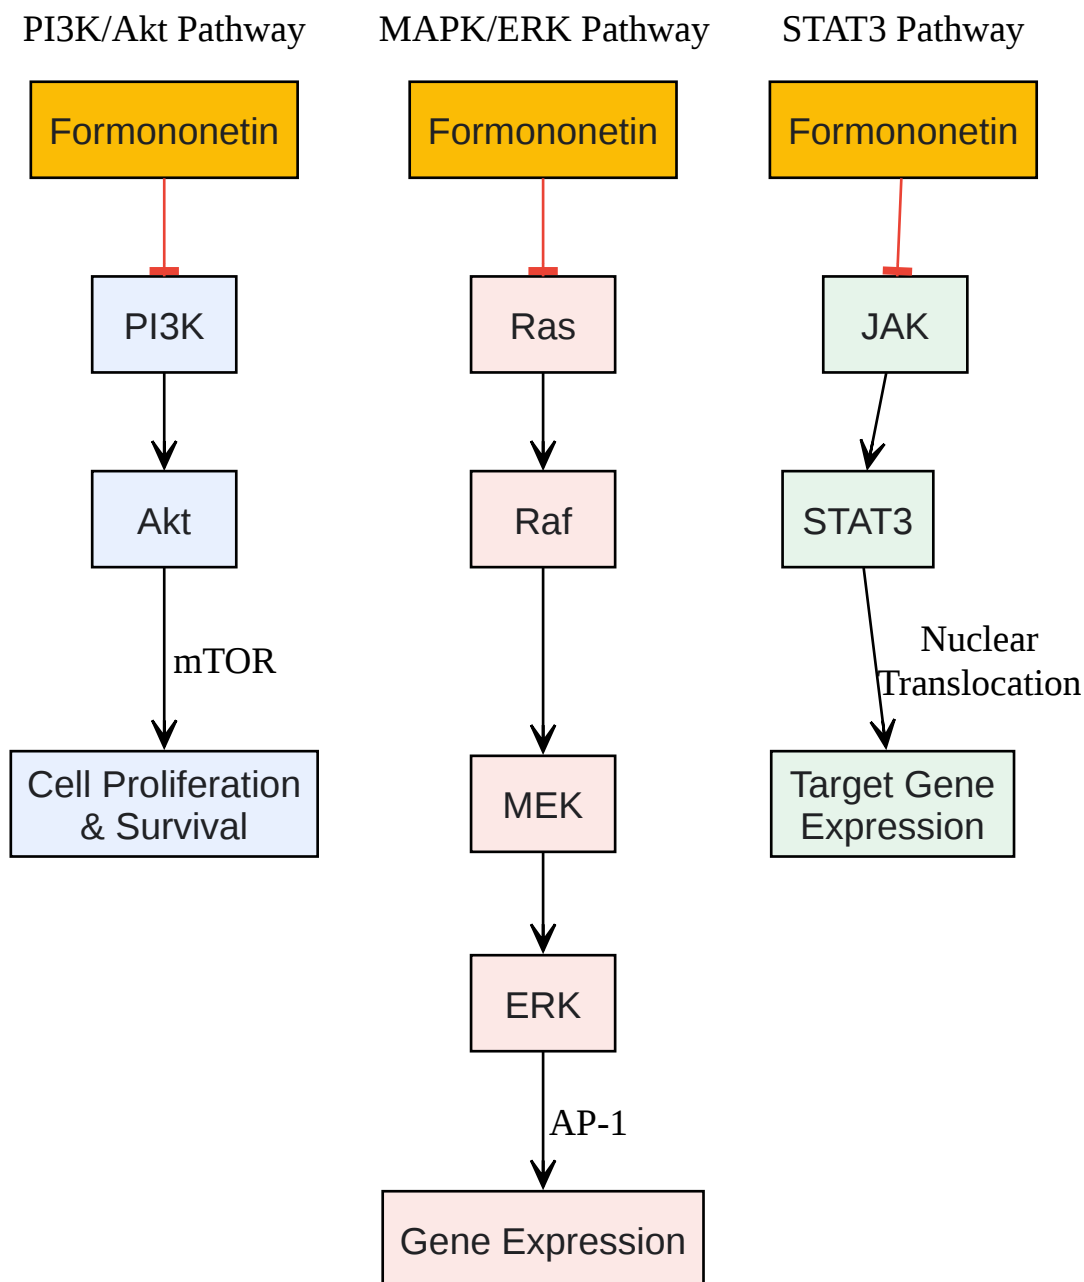 PI3K/Akt Pathway
Formononetin
PI3K
Akt
mTOR
Cell Proliferation
& Survival
MAPK/ERK Pathway
Formononetin
Ras
Raf
MEK
ERK
AP-1
Gene Expression
STAT3 Pathway
Formononetin
JAK
STAT3
Nuclear
Translocation
Target Gene
Expression